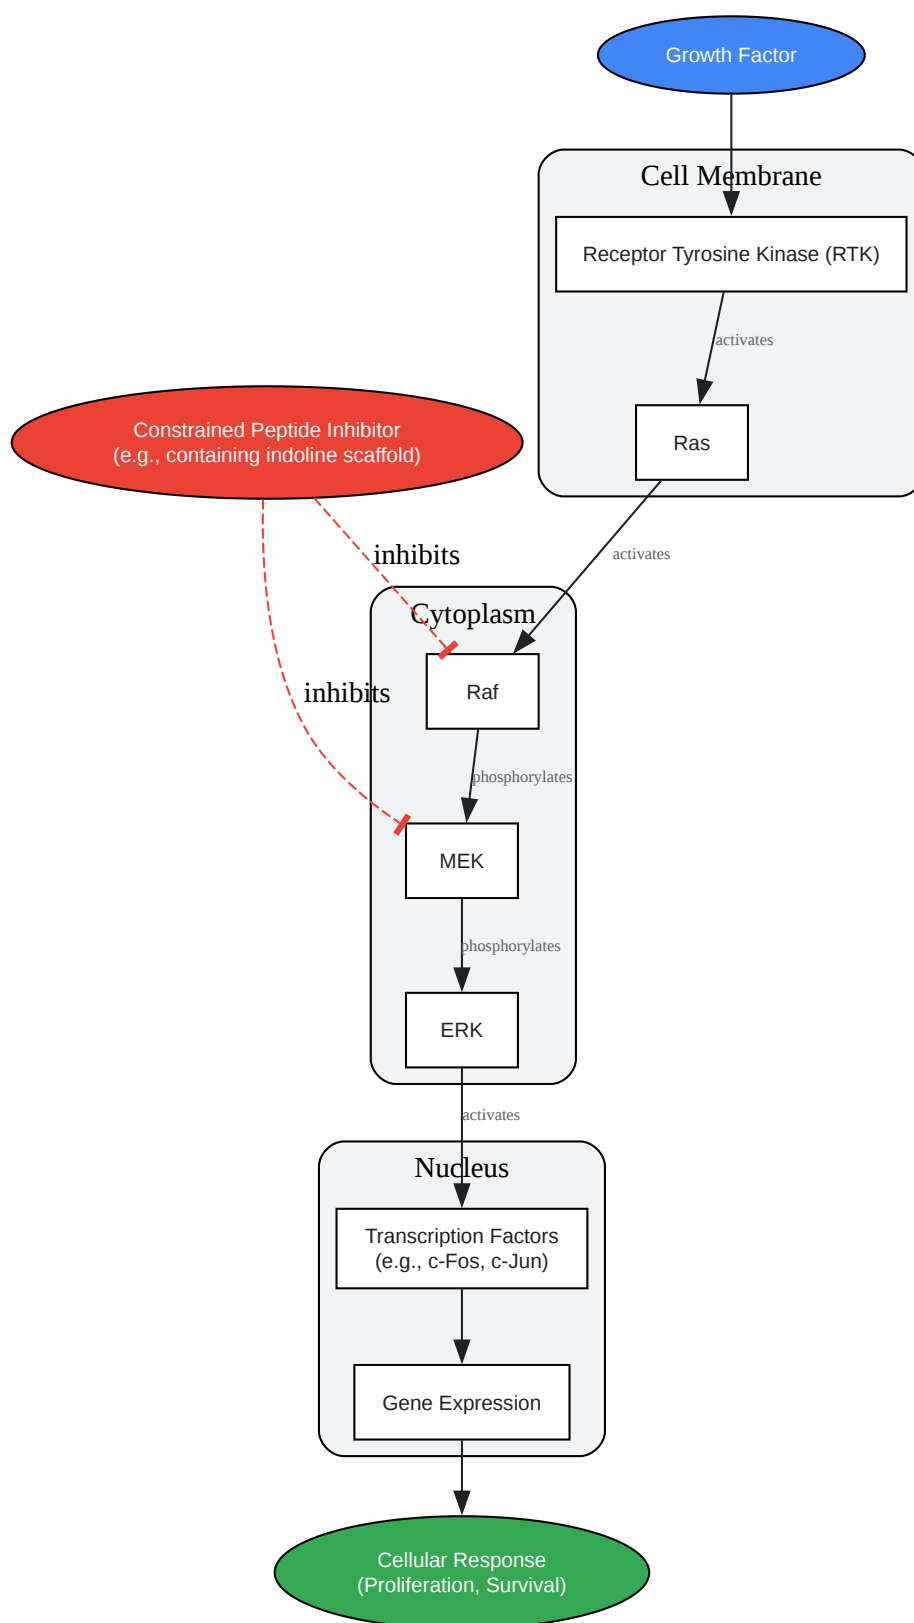 Growth Factor
Cell Membrane
Receptor Tyrosine Kinase (RTK)
activates
Ras
Constrained Peptide Inhibitor
(e.g., containing indoline scaffold)
inhibits
activates
Cytoplasm
Raf
inhibits
phosphorylates
MEK
phosphorylates
ERK
activates
Nucleus
Transcription Factors
(e.g., c-Fos, c-Jun)
Gene Expression
Cellular Response
(Proliferation, Survival)